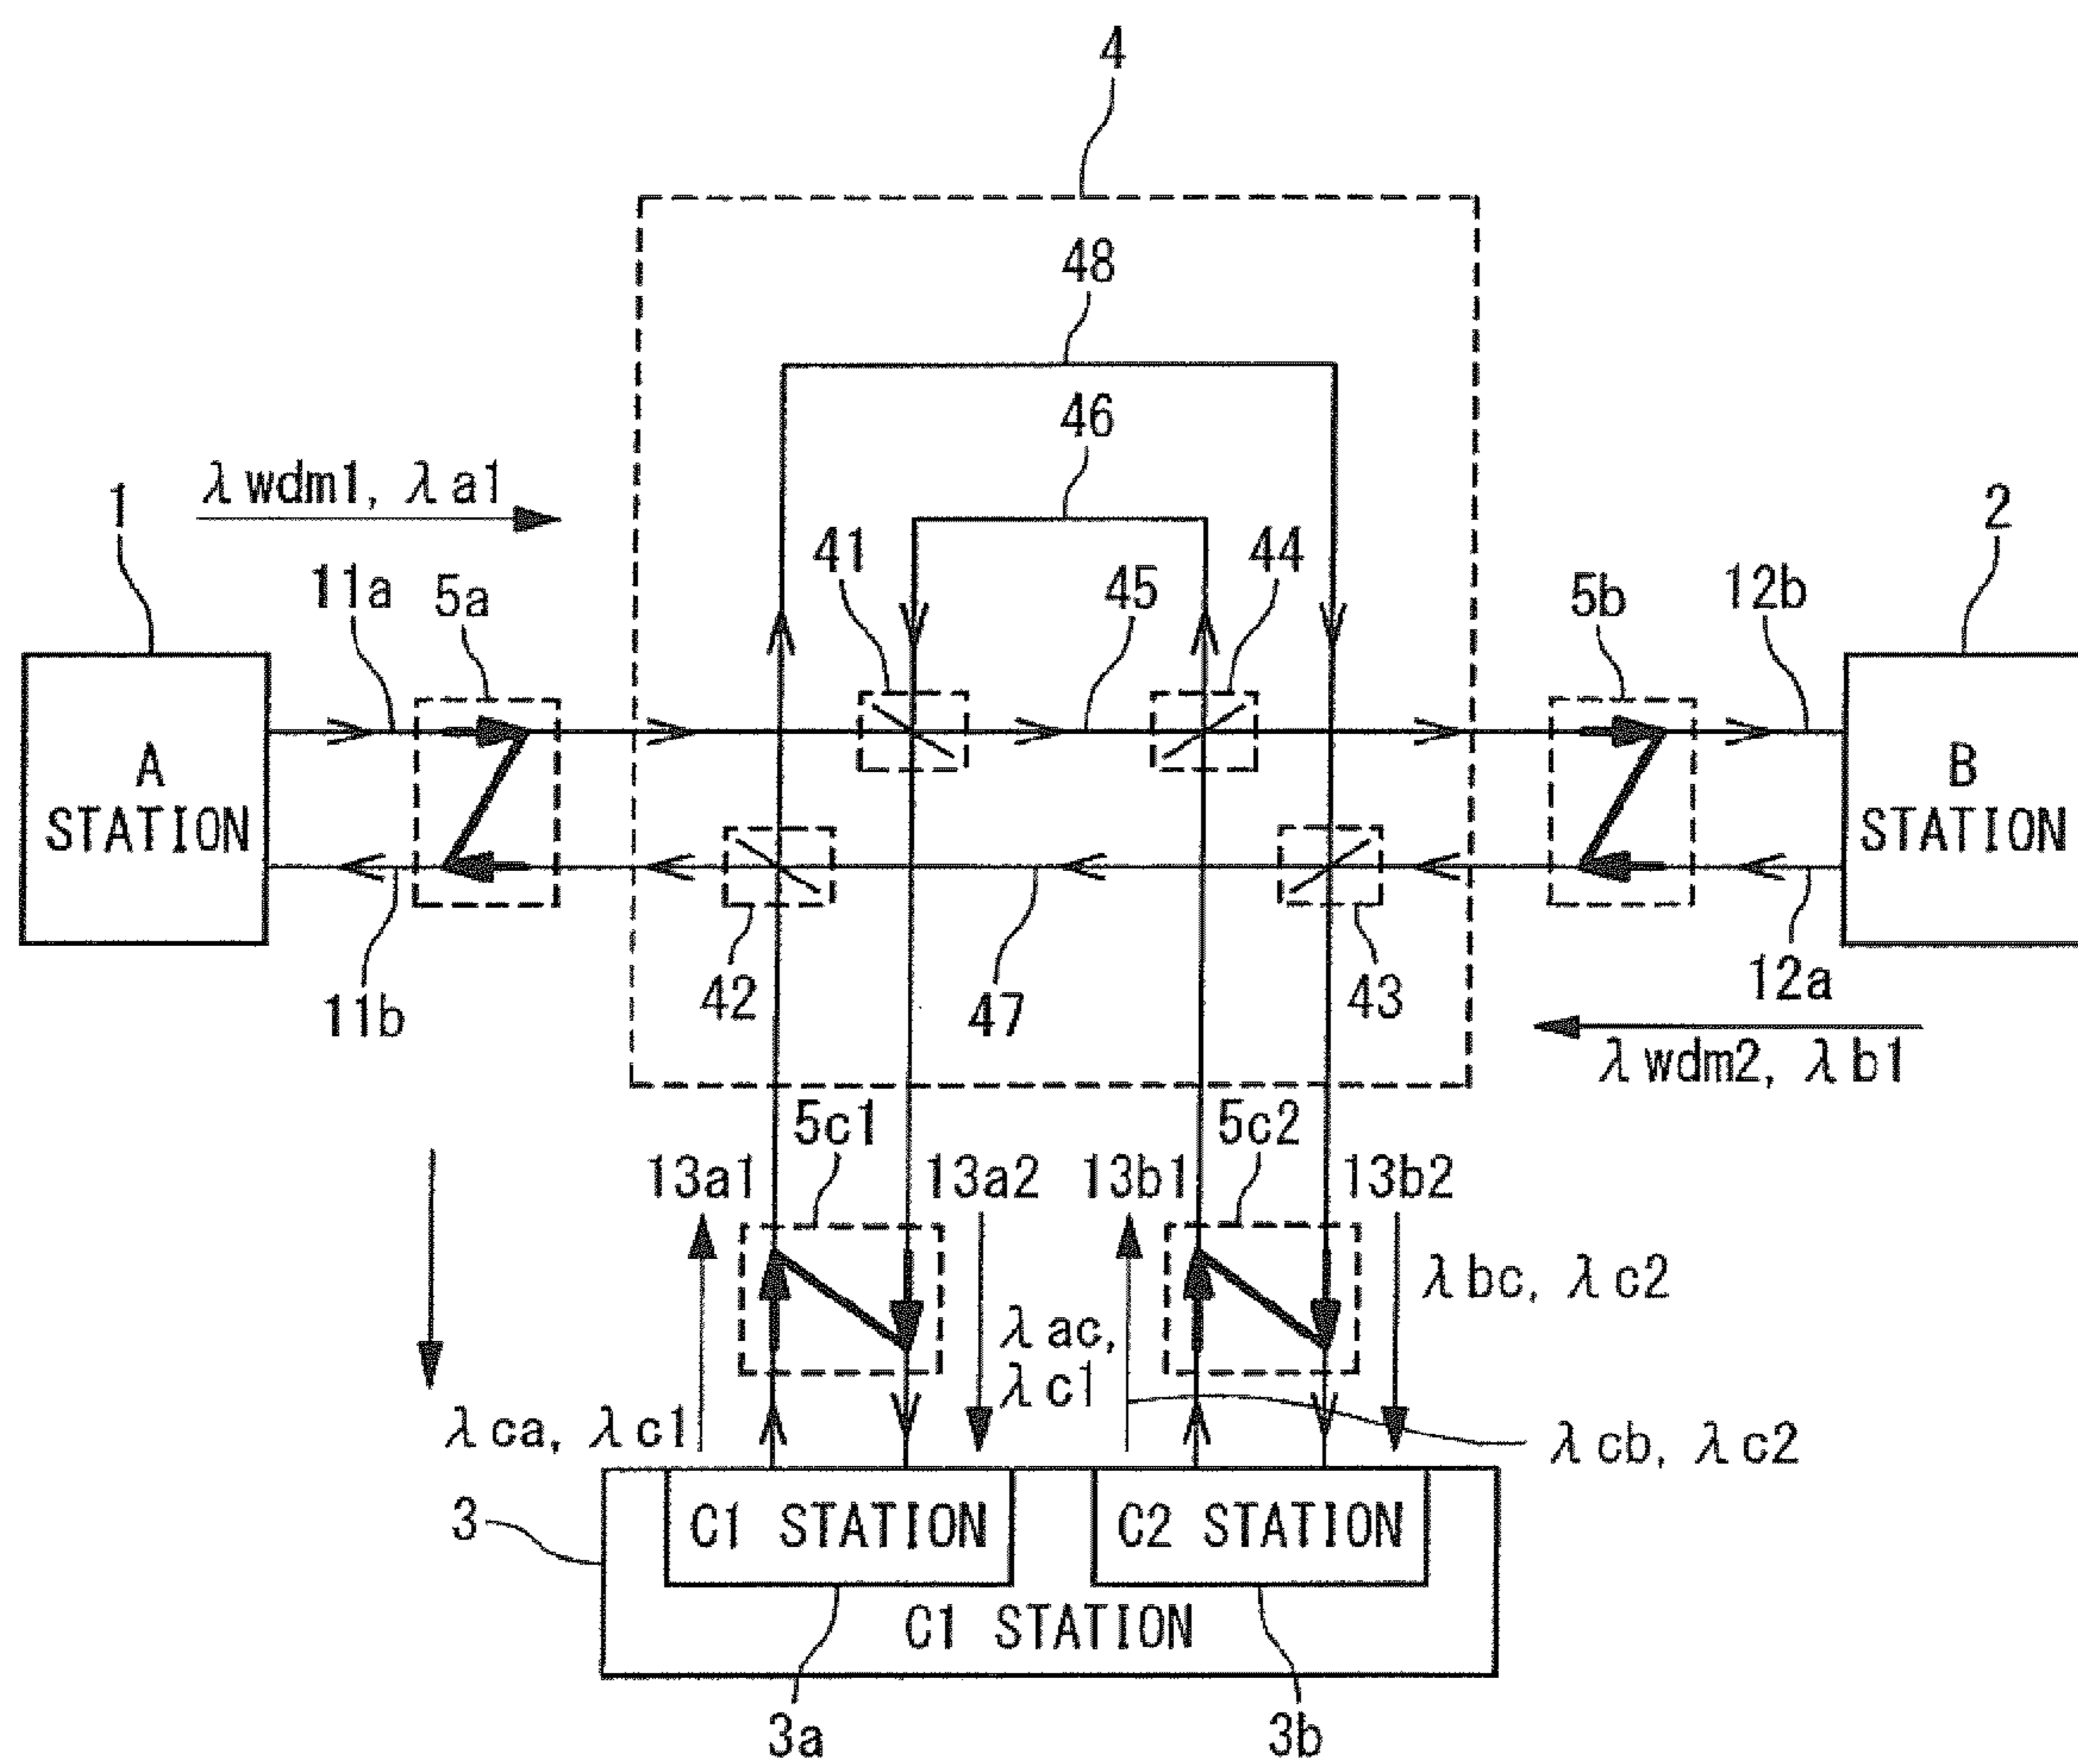 4
48
46
λwdm1, λa1
1
2
41
44
11a
5a
45
5b
12b
A
STATION
B
STATION
11b
42
47
43
12a
λwdm2, λb1
5c1
5c2
13a1
13a2
13b1
13b2
λac,
λc1
λbc, λc2
λca, λc1
λcb, λc2
3
C1 STATION
C2 STATION
C1 STATION
3a
3b